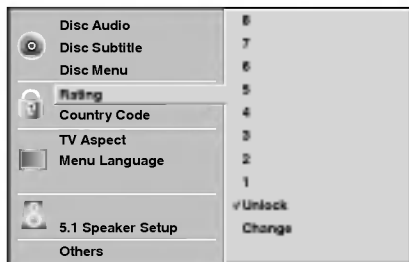 Disc Audio
Disc Subtitle
Disc Menu
Rating
Country Code
TV Aspect
Menu Language
5.1 Speaker Setup
Others
8
7
6
5
4
3
2
1
√ Unlock
Change